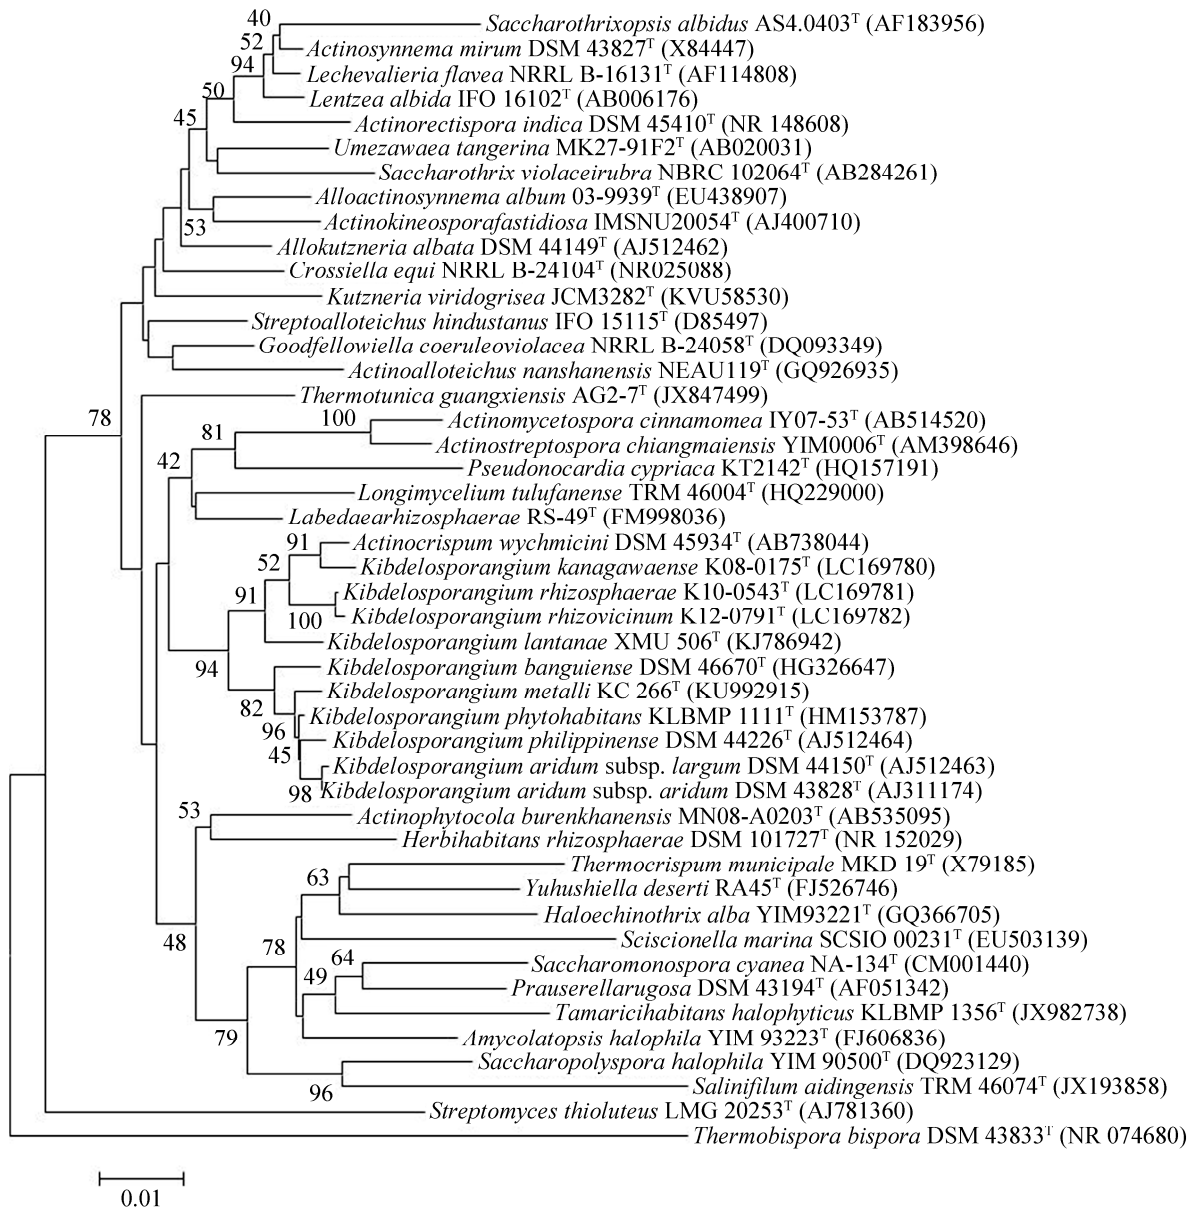 40
Saccharothrixopsis albidus AS4.0403ᵀ (AF183956)
52
Actinosynnema mirum DSM 43827ᵀ (X84447)
94
Lechevalieria flavea NRRL B-16131ᵀ (AF114808)
50
Lentzea albida IFO 16102ᵀ (AB006176)
45
Actinorectispora indica DSM 45410ᵀ (NR 148608)
Umezawaea tangerina MK27-91F2ᵀ (AB020031)
Saccharothrix violaceirubra NBRC 102064ᵀ (AB284261)
Alloactinosynnema album 03-9939ᵀ (EU438907)
53
Actinokineosporafastidiosa IMSNU20054ᵀ (AJ400710)
Allokutzneria albata DSM 44149ᵀ (AJ512462)
Crossiella equi NRRL B-24104ᵀ (NR025088)
Kutzneria viridogrisea JCM3282ᵀ (KVU58530)
Streptoalloteichus hindustanus IFO 15115ᵀ (D85497)
Goodfellowiella coeruleoviolacea NRRL B-24058ᵀ (DQ093349)
Actinoalloteichus nanshanensis NEAU119ᵀ (GQ926935)
Thermotunica guangxiensis AG2-7ᵀ (JX847499)
78
100
Actinomycetospora cinnamomea IY07-53ᵀ (AB514520)
81
Actinostreptospora chiangmaiensis YIM0006ᵀ (AM398646)
42
Pseudonocardia cypriaca KT2142ᵀ (HQ157191)
Longimycelium tulufanense TRM 46004ᵀ (HQ229000)
Labedaearhizosphaerae RS-49ᵀ (FM998036)
91
Actinocrispum wychmicini DSM 45934ᵀ (AB738044)
52
Kibdelosporangium kanagawaense K08-0175ᵀ (LC169780)
91
Kibdelosporangium rhizosphaerae K10-0543ᵀ (LC169781)
100
Kibdelosporangium rhizovicinum K12-0791ᵀ (LC169782)
Kibdelosporangium lantanae XMU 506ᵀ (KJ786942)
94
Kibdelosporangium banguiense DSM 46670ᵀ (HG326647)
Kibdelosporangium metalli KC 266ᵀ (KU992915)
82
Kibdelosporangium phytohabitans KLBMP 1111ᵀ (HM153787)
96
Kibdelosporangium philippinense DSM 44226ᵀ (AJ512464)
45
Kibdelosporangium aridum subsp. largum DSM 44150ᵀ (AJ512463)
98
Kibdelosporangium aridum subsp. aridum DSM 43828ᵀ (AJ311174)
53
Actinophytocola burenkhanensis MN08-A0203ᵀ (AB535095)
Herbihabitans rhizosphaerae DSM 101727ᵀ (NR 152029)
Thermocrispum municipale MKD 19ᵀ (X79185)
63
Yuhushiella deserti RA45ᵀ (FJ526746)
Haloechinothrix alba YIM93221ᵀ (GQ366705)
48
78
Sciscionella marina SCSIO 00231ᵀ (EU503139)
64
Saccharomonospora cyanea NA-134ᵀ (CM001440)
49
Prauserellarugosa DSM 43194ᵀ (AF051342)
Tamaricihabitans halophyticus KLBMP 1356ᵀ (JX982738)
79
Amycolatopsis halophila YIM 93223ᵀ (FJ606836)
Saccharopolyspora halophila YIM 90500ᵀ (DQ923129)
96
Salinifilum aidingensis TRM 46074ᵀ (JX193858)
Streptomyces thioluteus LMG 20253ᵀ (AJ781360)
Thermobispora bispora DSM 43833ᵀ (NR 074680)
0.01